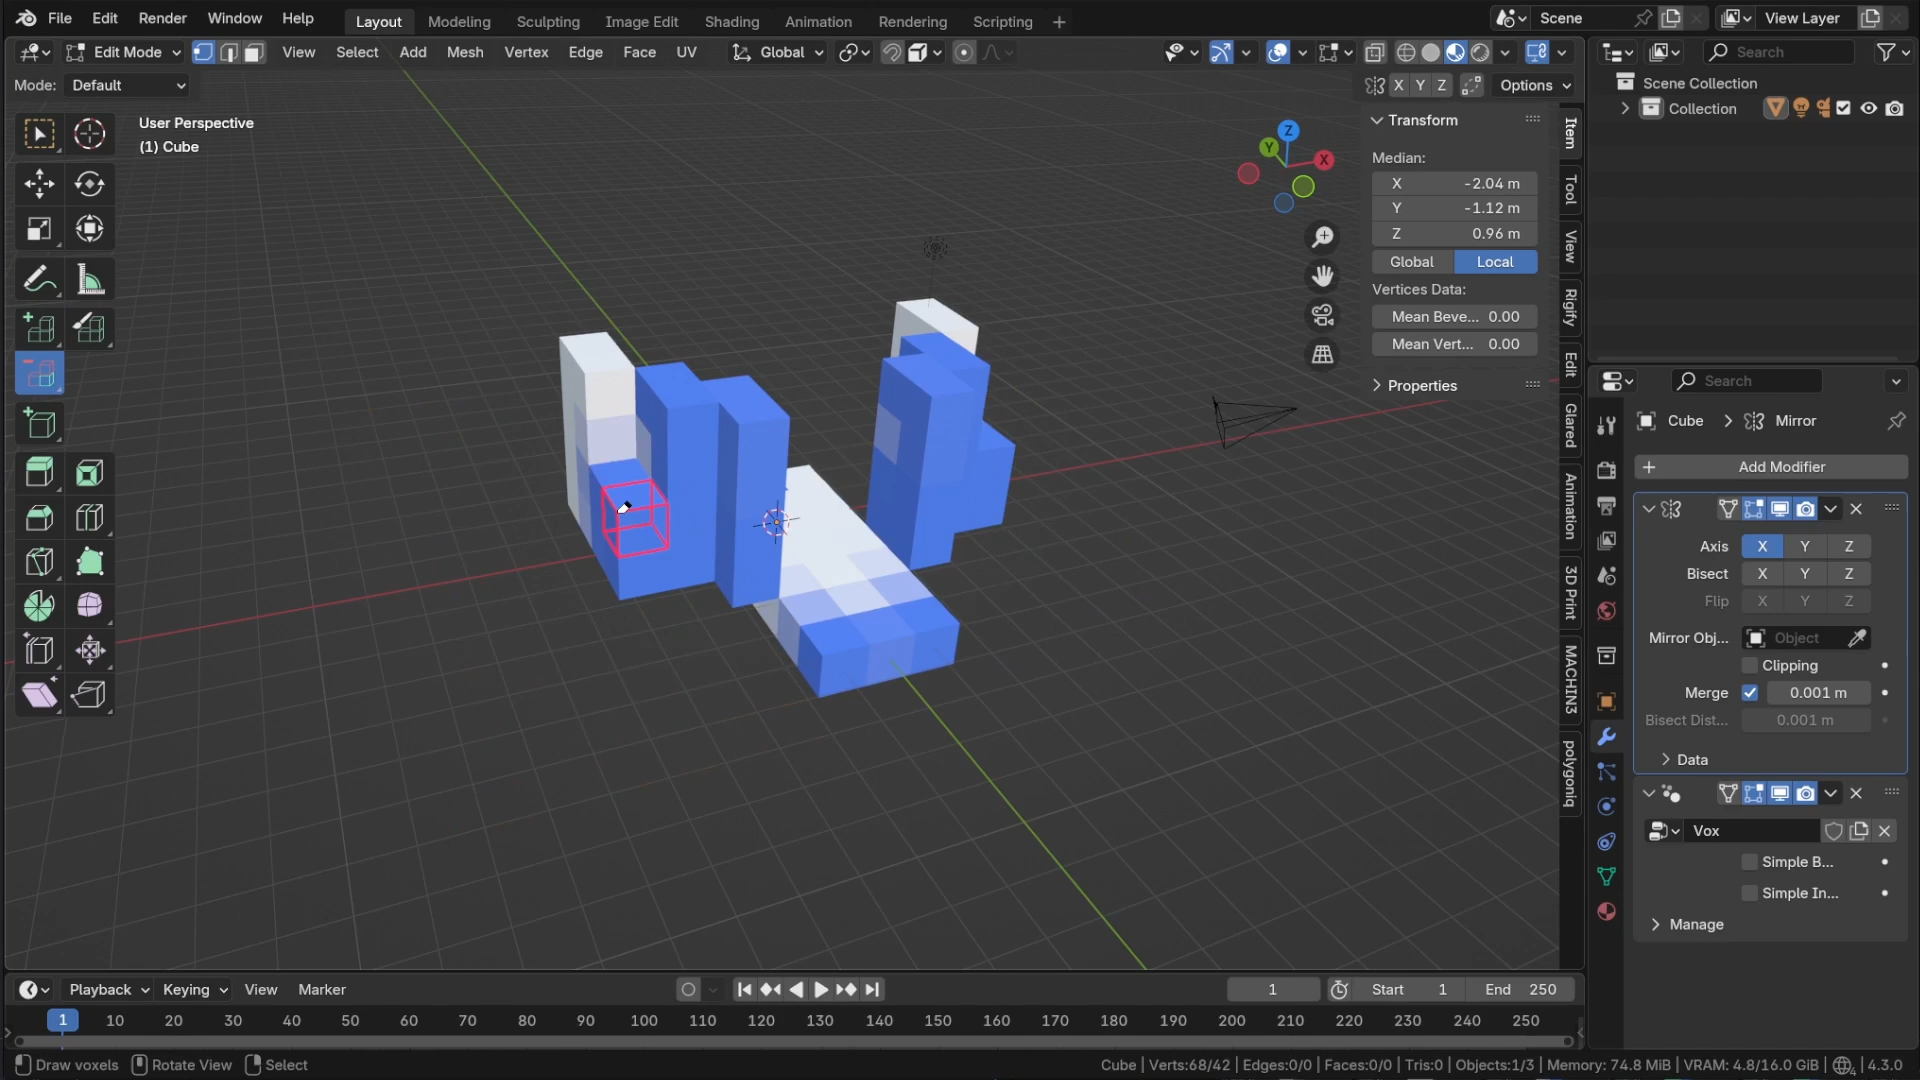 File Edit Render Window Help Layout Modeling Sculpting Image Edit Shading Animation Rendering Scripting + Scene View Layer
Edit Mode View Select Add Mesh Vertex Edge Face UV Global Search
Mode: Default X Y Z Options
User Perspective
(1) Cube
Z
Y
X
Transform
Median:
X -2.04 m
Y -1.12 m
Z 0.96 m
Global Local
Vertices Data:
Mean Beve... 0.00
Mean Vert... 0.00
Properties
Item
Tool
View
Rigify
Edit
Glared
Animation
3D Print
MACHIN3
polygoniq
Scene Collection
Collection
Search
Cube > Mirror
+ Add Modifier
Axis X Y Z
Bisect X Y Z
Flip X Y Z
Mirror Obj... Object
Clipping
Merge 0.001 m
Bisect Dist... 0.001 m
Data
Vox
Simple B...
Simple In...
Manage
Playback Keying View Marker 1 Start 1 End 250
1 10 20 30 40 50 60 70 80 90 100 110 120 130 140 150 160 170 180 190 200 210 220 230 240 250
Draw voxels Rotate View Select Cube | Verts:68/42 | Edges:0/0 | Faces:0/0 | Tris:0 | Objects:1/3 | Memory: 74.8 MiB | VRAM: 4.8/16.0 GiB | 4 | 4.3.0